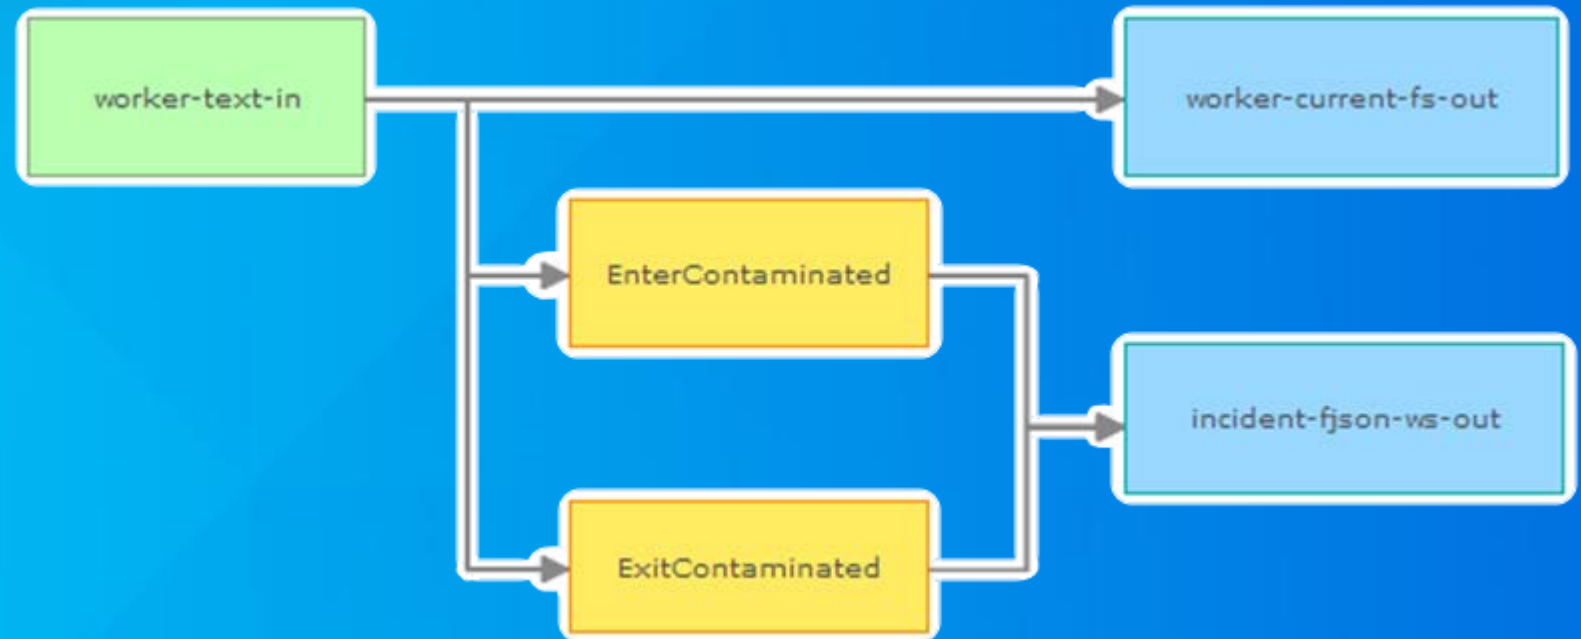 worker-text-in
worker-current-fs-out
EnterContaminated
incident-fjson-ws-out
ExitContaminated